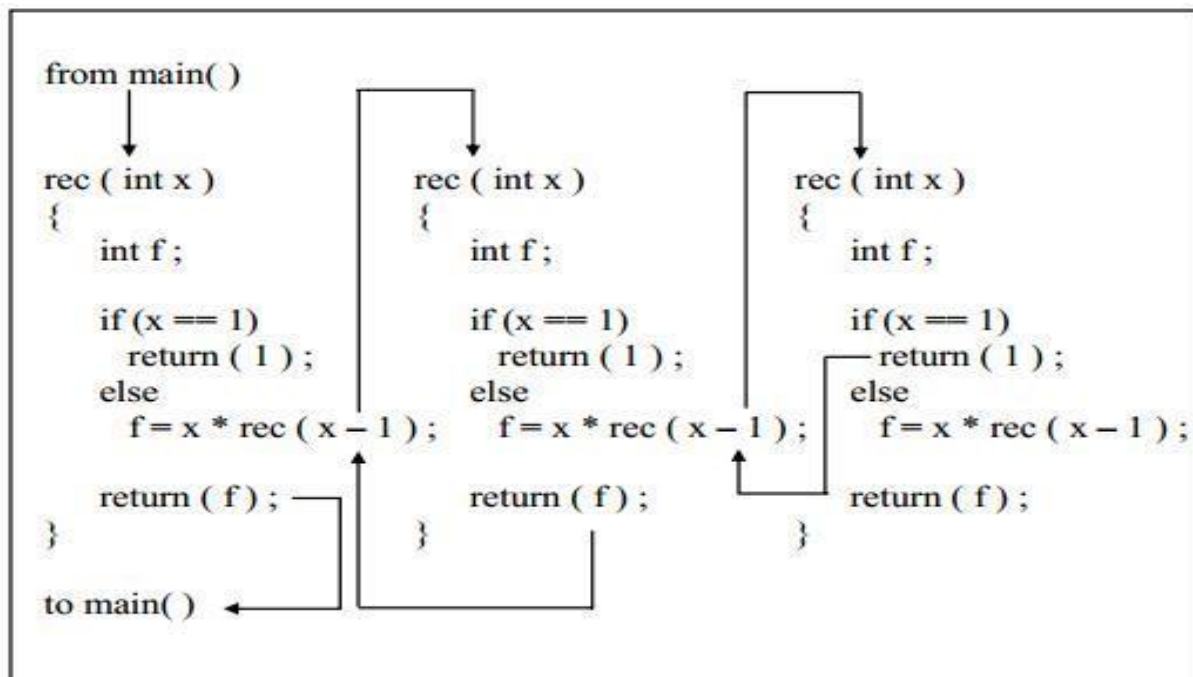 from main( )
rec ( int x )
{
int f ;
if (x == 1)
return ( 1 ) ;
else
f = x * rec ( x – 1 ) ;
return ( f ) ;
}
to main( )
rec ( int x )
{
int f ;
if (x == 1)
return ( 1 ) ;
else
f = x * rec ( x – 1 ) ;
return ( f ) ;
}
rec ( int x )
{
int f ;
if (x == 1)
return ( 1 ) ;
else
f = x * rec ( x – 1 ) ;
return ( f ) ;
}